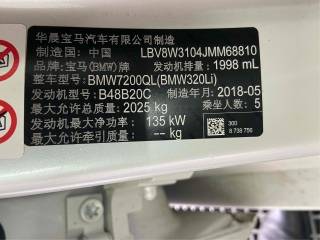 华晨宝马汽车有限公司制造
制造国: 中国 LBV8W3104JMM68810
品牌: 宝马(BMW)牌 发动机排量: 1998 mL
整车型号: BMW7200QL(BMW320Li)
发动机型号: B48B20C 制造年月: 2018-05
最大允许总质量: 2025 kg 乘坐人数: 5
发动机最大净功率: 135 kW
最大允许牵引质量: -- kg
300
8 738 750